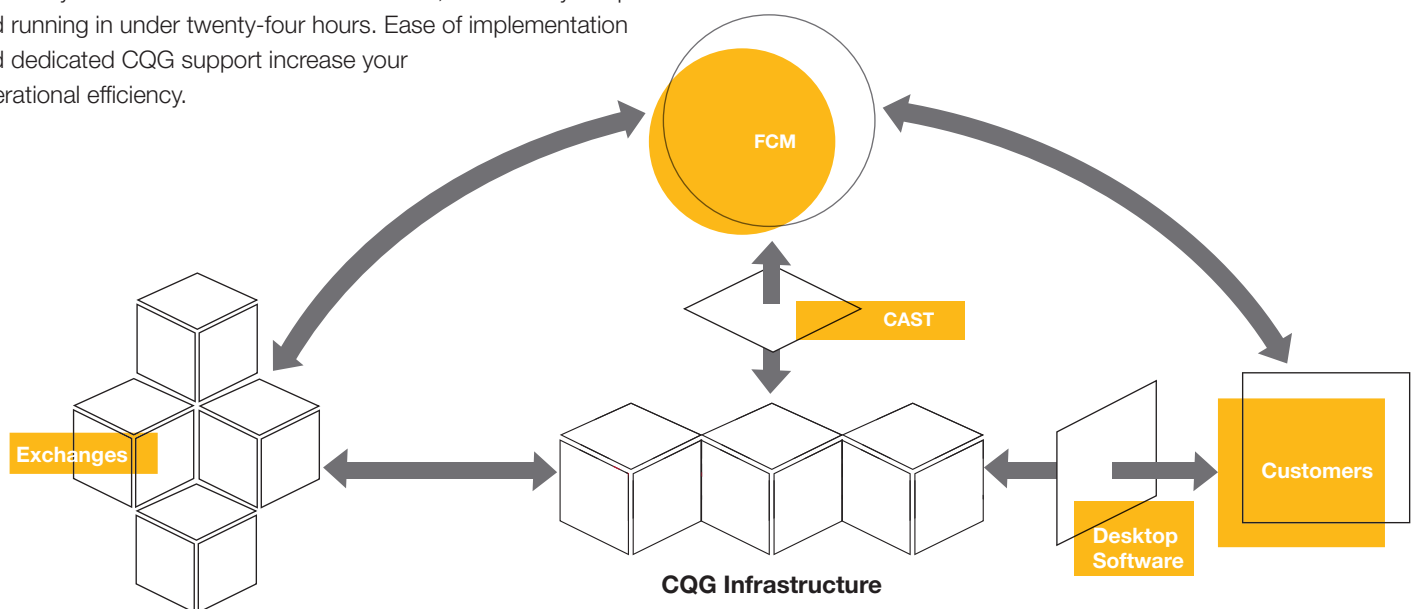 running in under twenty-four hours. Ease of implementation
dedicated CQG support increase your
efficiency.
FCM
CAST
Exchanges
Customers
Desktop
Software
CQG Infrastructure